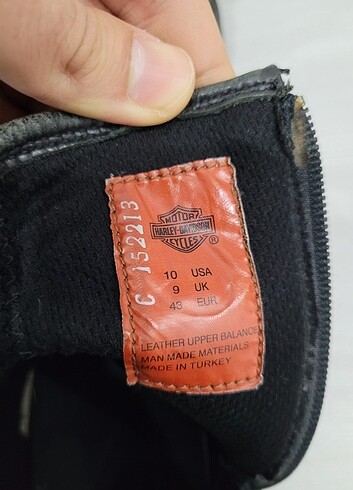 MOTOR
HARLEY-DAVIDSON
CYCLES
®
C 152213
10 USA
9 UK
43 EUR
LEATHER UPPER BALANCE
MAN MADE MATERIALS
MADE IN TURKEY